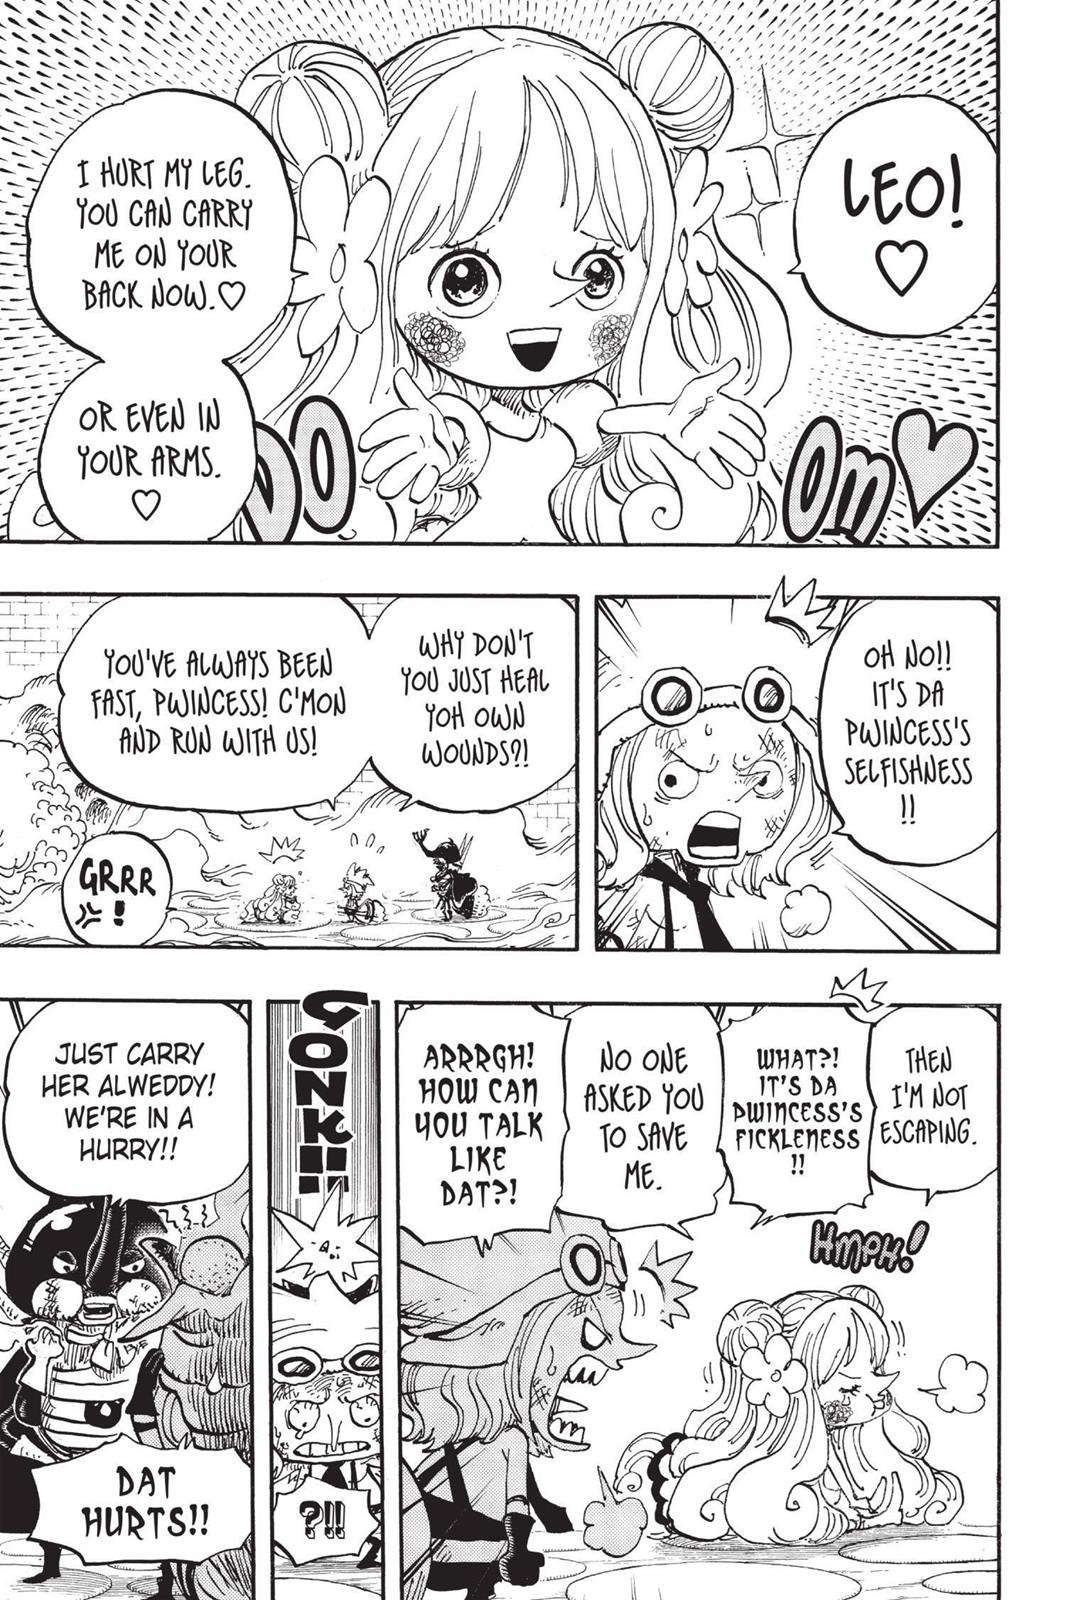 LEO!
♡
I HURT MY LEG.
YOU CAN CARRY
ME ON YOUR
BACK NOW.♡
OR EVEN IN
YOUR ARMS.
♡
DO
OM♡
OH NO!!
IT'S DA
PWINCESS'S
SELFISHNESS
!!
WHY DON'T
YOU JUST HEAL
YOH OWN
WOUNDS?!
YOU'VE ALWAYS BEEN
FAST, PWINCESS! C'MON
AND RUN WITH US!
GRRR
!
THEN
I'M NOT
ESCAPING.
WHAT?!
IT'S DA
PWINCESS'S
FICKLENESS
!!
NO ONE
ASKED YOU
TO SAVE
ME.
ARRRGH!
HOW CAN
YOU TALK
LIKE
DAT?!
HMPH!
GONK!!
?!!
JUST CARRY
HER ALWEDDY!
WE'RE IN A
HURRY!!
DAT
HURTS!!